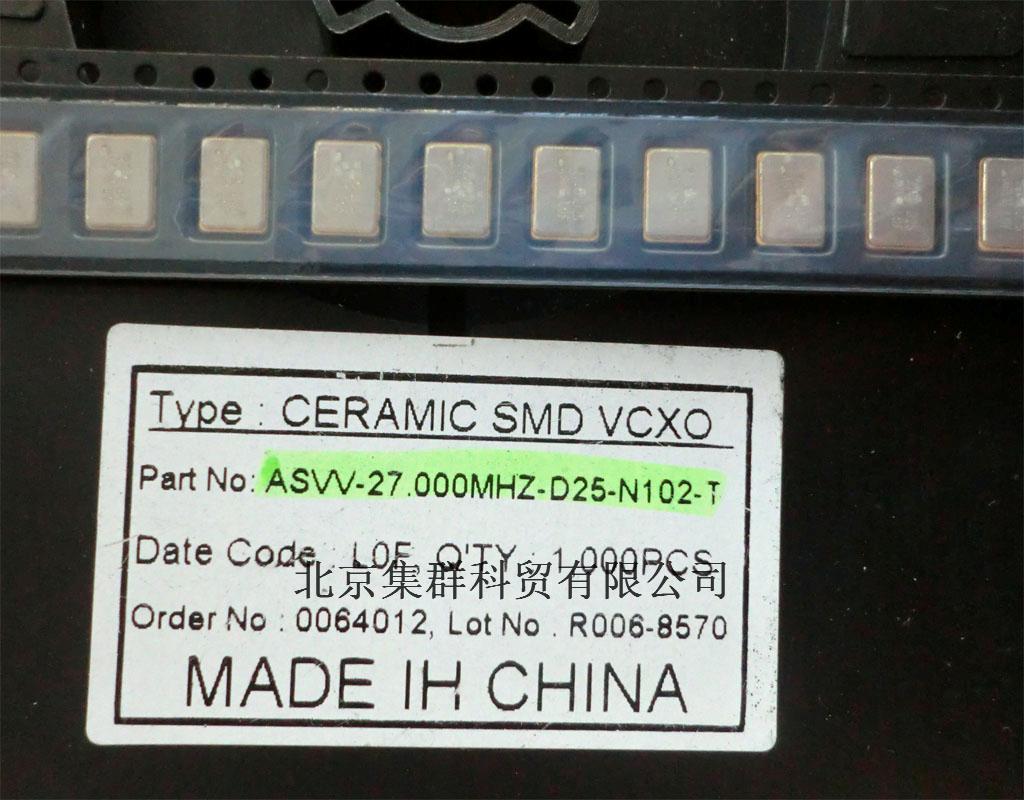 Type : CERAMIC SMD VCXO
Part No: ASVV-27.000MHZ-D25-N102-T
Date Code : L0F, Q'TY : 1,000PCS
北京集群科贸有限公司
Order No : 0064012, Lot No . R006-8570
MADE IH CHINA